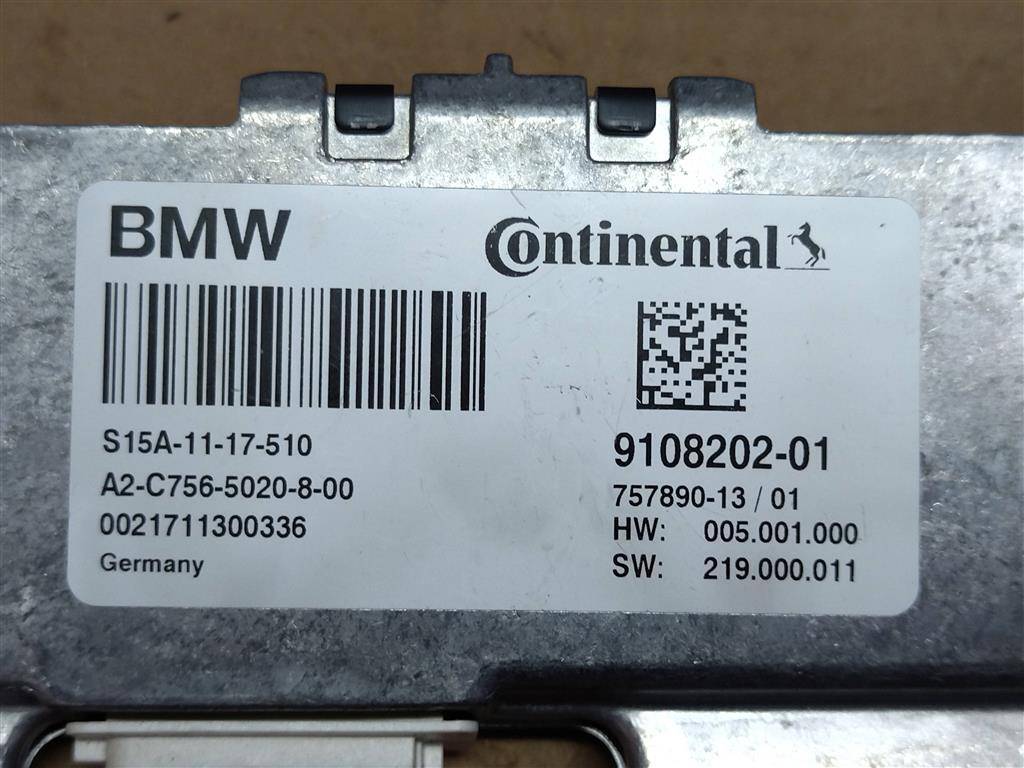 BMW
Continental
S15A-11-17-510
A2-C756-5020-8-00
0021711300336
Germany
9108202-01
757890-13 / 01
HW: 005.001.000
SW: 219.000.011